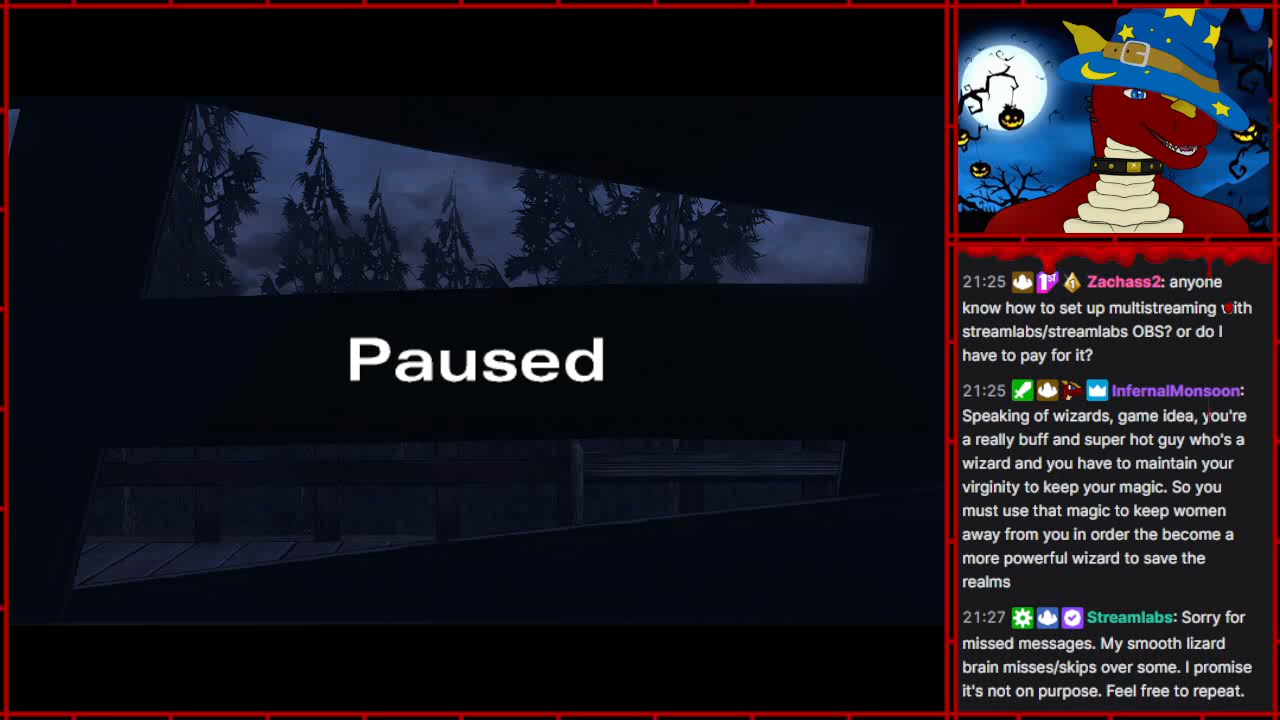 Paused
21:25 1ST 1 Zachass2: anyone
know how to set up multistreaming with
streamlabs/streamlabs OBS? or do I
have to pay for it?
21:25 InfernalMonsoon:
Speaking of wizards, game idea, you're
a really buff and super hot guy who's a
wizard and you have to maintain your
virginity to keep your magic. So you
must use that magic to keep women
away from you in order the become a
more powerful wizard to save the
realms
21:27 Streamlabs: Sorry for
missed messages. My smooth lizard
brain misses/skips over some. I promise
it's not on purpose. Feel free to repeat.